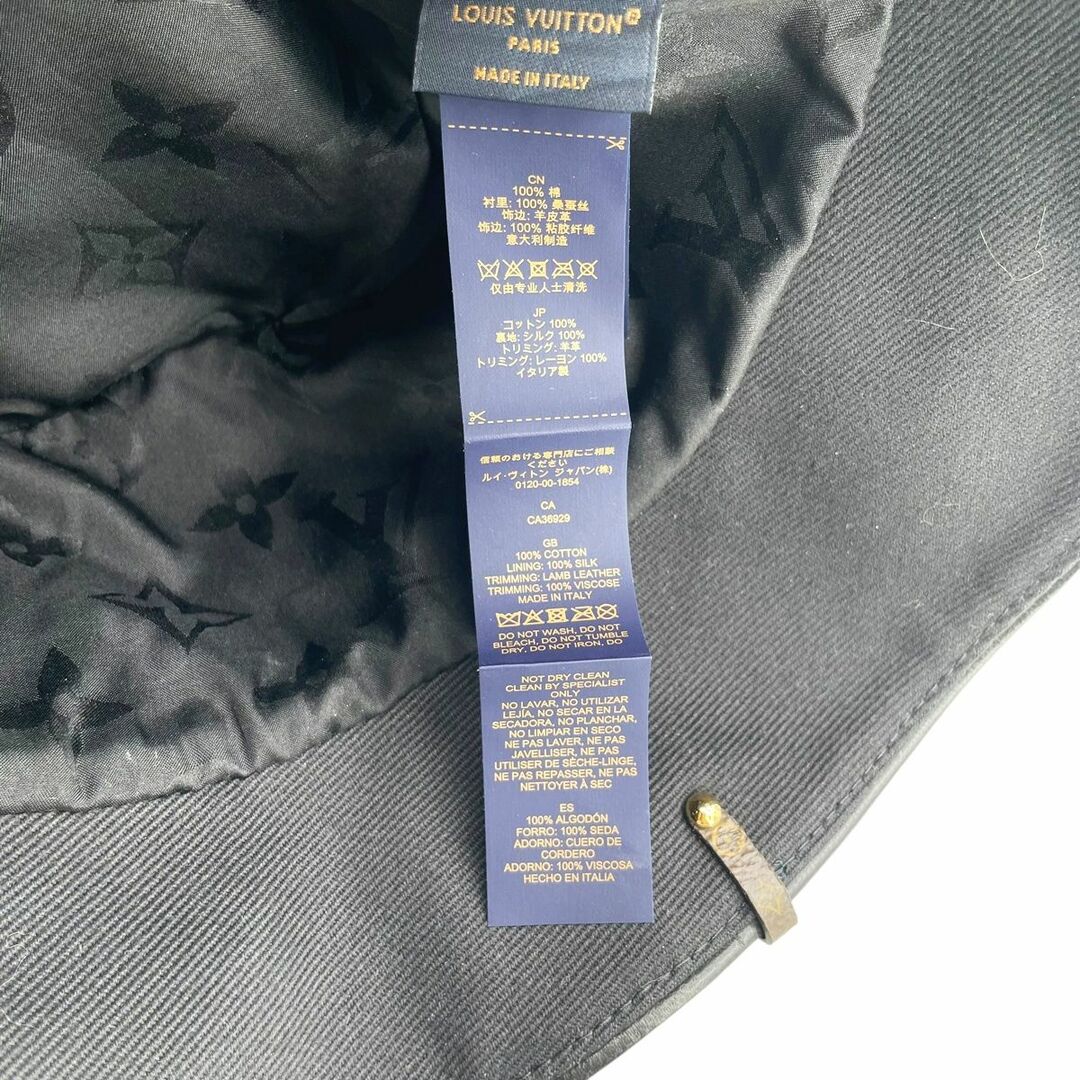 LOUIS VUITTON
PARIS
MADE IN ITALY
CN
100% 棉
衬里: 100% 桑蚕丝
饰边: 羊皮革
饰边: 100% 粘胶纤维
意大利制造
仅由专业人士清洗
JP
コットン 100%
裏地: シルク 100%
トリミング: 羊革
トリミング: レーヨン 100%
イタリア製
信頼のおける専門店にご相談
ください
ルイ・ヴィトン ジャパン(株)
0120-00-1854
CA
CA36929
GB
100% COTTON
LINING: 100% SILK
TRIMMING: LAMB LEATHER
TRIMMING: 100% VISCOSE
MADE IN ITALY
DO NOT WASH, DO NOT
BLEACH, DO NOT TUMBLE
DRY, DO NOT IRON, DO
NOT DRY CLEAN
CLEAN BY SPECIALIST
ONLY
NO LAVAR, NO UTILIZAR
LEJÍA, NO SECAR EN LA
SECADORA, NO PLANCHAR,
NO LIMPIAR EN SECO
NE PAS LAVER, NE PAS
JAVELLISER, NE PAS
UTILISER DE SÈCHE-LINGE,
NE PAS REPASSER, NE PAS
NETTOYER À SEC
ES
100% ALGODÓN
FORRO: 100% SEDA
ADORNO: CUERO DE
CORDERO
ADORNO: 100% VISCOSA
HECHO EN ITALIA